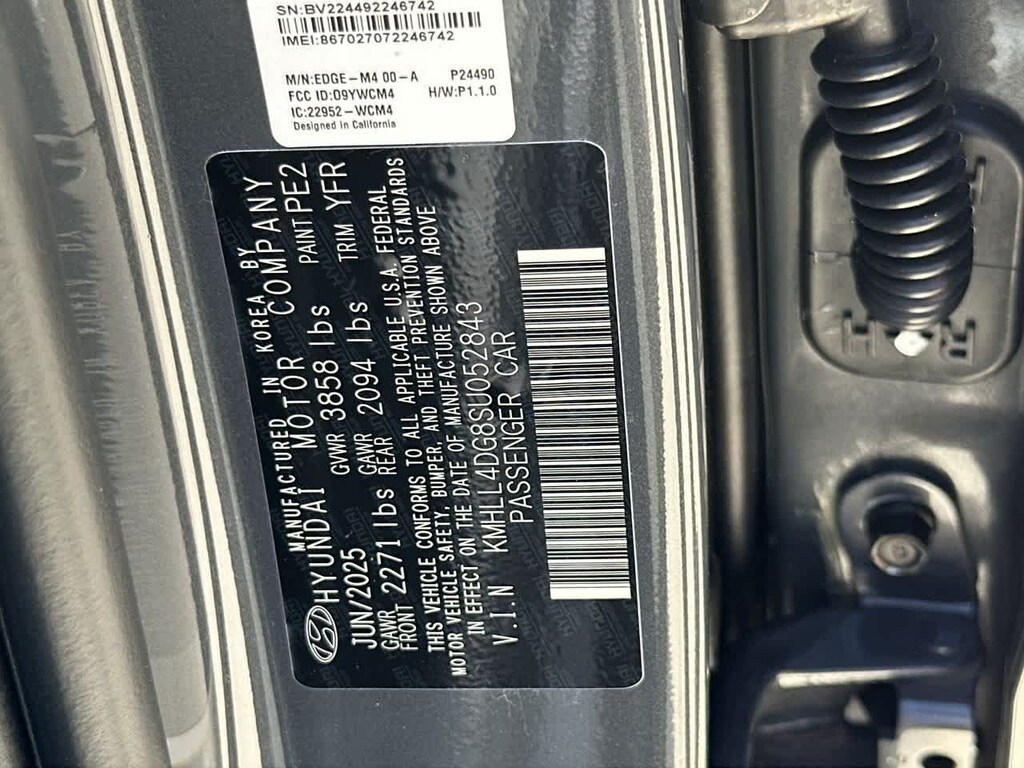 SN:BV224492246742
IMEI:867027072246742
M/N:EDGE-M4 00-A P24490
FCC ID:O9YWCM4 H/W:P1.1.0
IC:22952-WCM4
Designed in California
MANUFACTURED IN KOREA BY
HYUNDAI MOTOR COMPANY
JUN/2025 GVWR 3858 lbs PAINT PE2
GAWR FRONT 2271 lbs GAWR REAR 2094 lbs TRIM YFR
THIS VEHICLE CONFORMS TO ALL APPLICABLE U.S.A. FEDERAL
MOTOR VEHICLE SAFETY, BUMPER, AND THEFT PREVENTION STANDARDS
IN EFFECT ON THE DATE OF MANUFACTURE SHOWN ABOVE
V.I.N KMHLL4DG8SU052843
PASSENGER CAR
RH